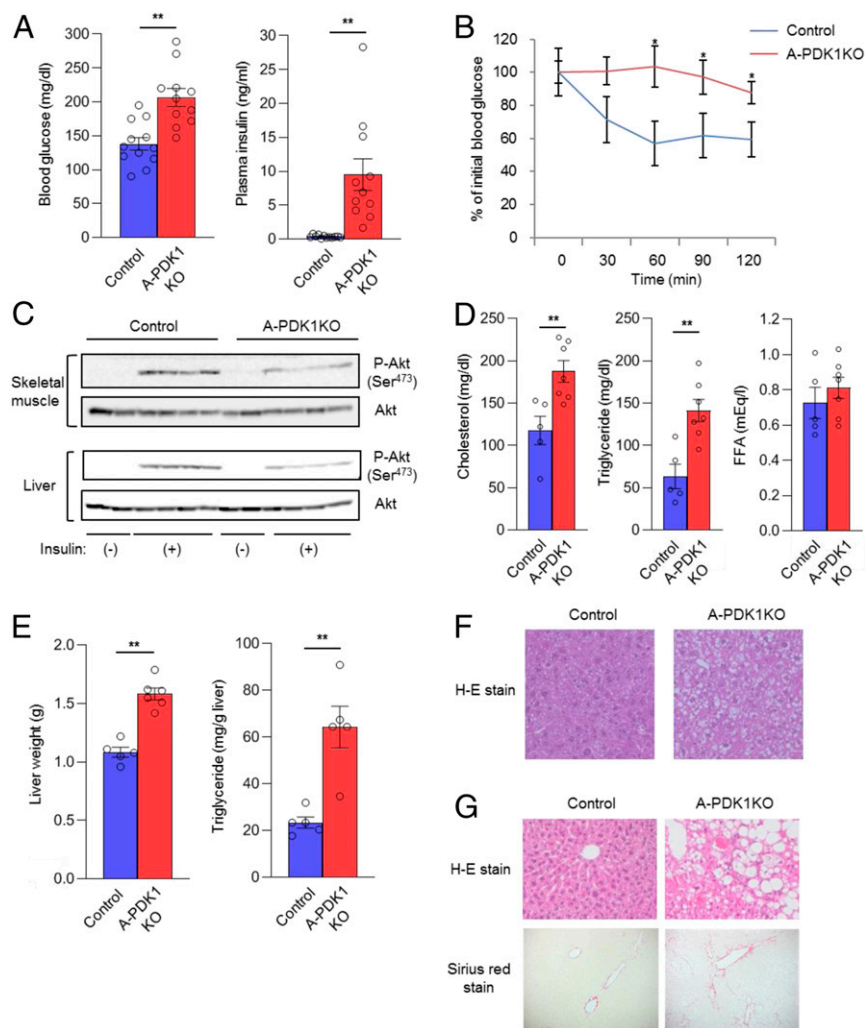 A
**
Blood glucose (mg/dl)
350
300
250
200
150
100
50
0
Control
A-PDK1
KO
**
Plasma insulin (ng/ml)
30
25
20
15
10
5
0
Control
A-PDK1
KO
B
Control
A-PDK1KO
% of initial blood glucose
120
100
80
60
40
20
0
*
*
*
0 30 60 90 120
Time (min)
C
Control A-PDK1KO
Skeletal
muscle
P-Akt
(Ser473)
Akt
Liver
P-Akt
(Ser473)
Akt
Insulin: (-) (+) (-) (+)
D
**
Cholesterol (mg/dl)
250
200
150
100
50
0
Control
A-PDK1
KO
**
Triglyceride (mg/dl)
250
200
150
100
50
0
Control
A-PDK1
KO
FFA (mEq/l)
1.2
1.0
0.8
0.6
0.4
0.2
0
Control
A-PDK1
KO
E
**
Liver weight (g)
2.0
1.5
1.0
0.5
0.0
Control
A-PDK1
KO
**
Triglyceride (mg/g liver)
100
80
60
40
20
0
Control
A-PDK1
KO
F
Control A-PDK1KO
H-E stain
G
Control A-PDK1KO
H-E stain
Sirius red
stain